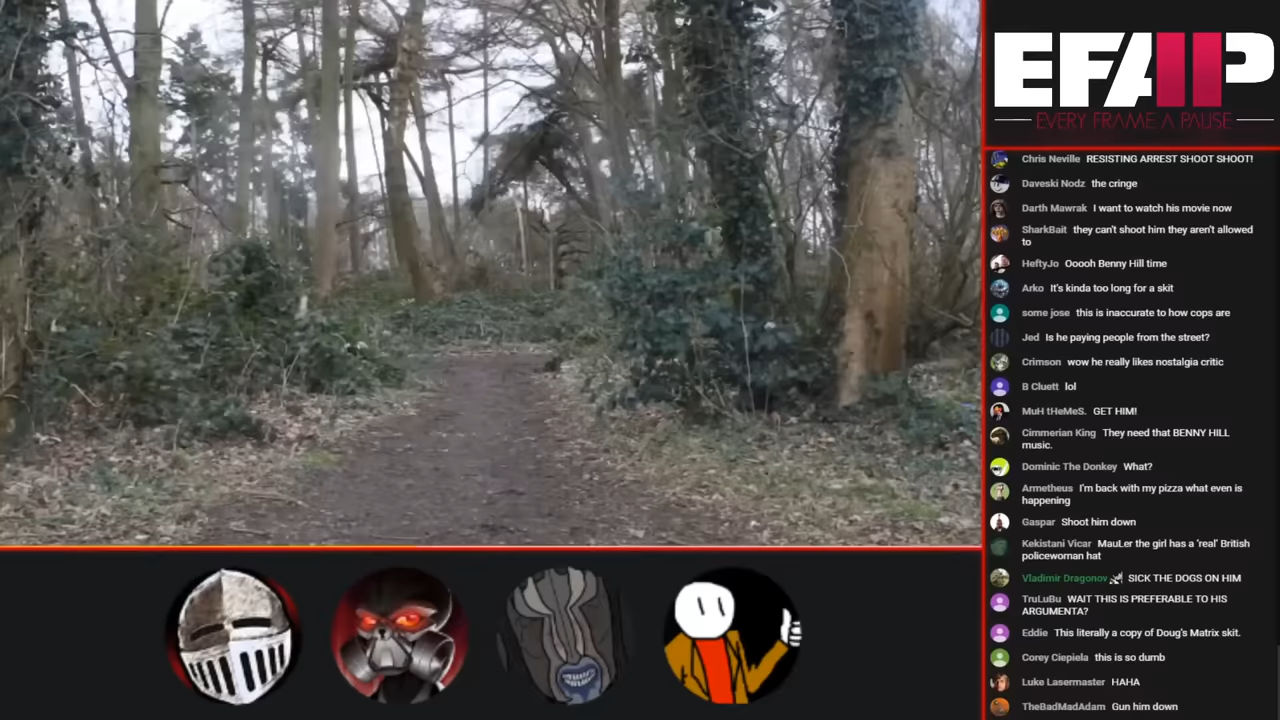 EFAP
EVERY FRAME A PAUSE
Chris Neville RESISTING ARREST SHOOT SHOOT!
Daveski Nodz the cringe
Darth Mawrak I want to watch his movie now
SharkBait they can't shoot him they aren't allowed
to
HeftyJo Ooooh Benny Hill time
Arko It's kinda too long for a skit
some jose this is inaccurate to how cops are
Jed Is he paying people from the street?
Crimson wow he really likes nostalgia critic
B Cluett lol
MuH tHeMeS. GET HIM!
Cimmerian King They need that BENNY HILL
music.
Dominic The Donkey What?
Armetheus I'm back with my pizza what even is
happening
Gaspar Shoot him down
Kekistani Vicar MauLer the girl has a 'real' British
policewoman hat
Vladimir Dragonov SICK THE DOGS ON HIM
TruLuBu WAIT THIS IS PREFERABLE TO HIS
ARGUMENTA?
Eddie This literally a copy of Doug's Matrix skit.
Corey Ciepiela this is so dumb
Luke Lasermaster HAHA
TheBadMadAdam Gun him down